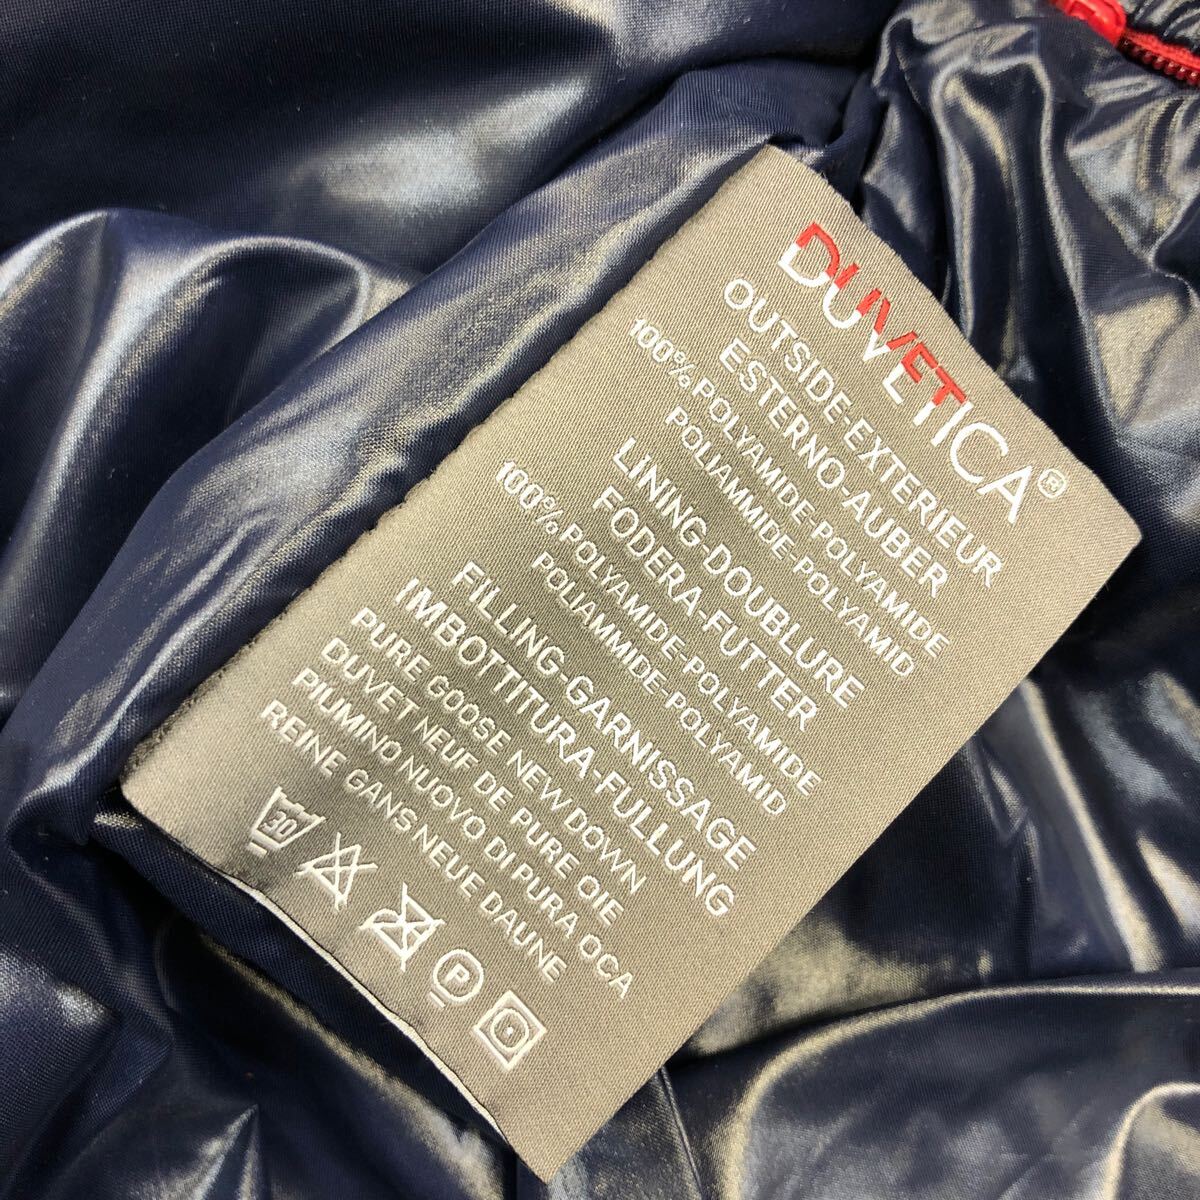 DUVETICA®
OUTSIDE-EXTERIEUR
ESTERNO-AUBER
100%POLYAMIDE-POLYAMIDE
POLIAMMIDE-POLYAMID
LINING-DOUBLURE
FODERA-FUTTER
100%POLYAMIDE-POLYAMIDE
POLIAMMIDE-POLYAMID
FILLING-GARNISSAGE
IMBOTTITURA-FULLUNG
PURE GOOSE NEW DOWN
DUVET NEUF DE PURE OIE
PIUMINO NUOVO DI PURA OCA
REINE GANS NEUE DAUNE
30 P